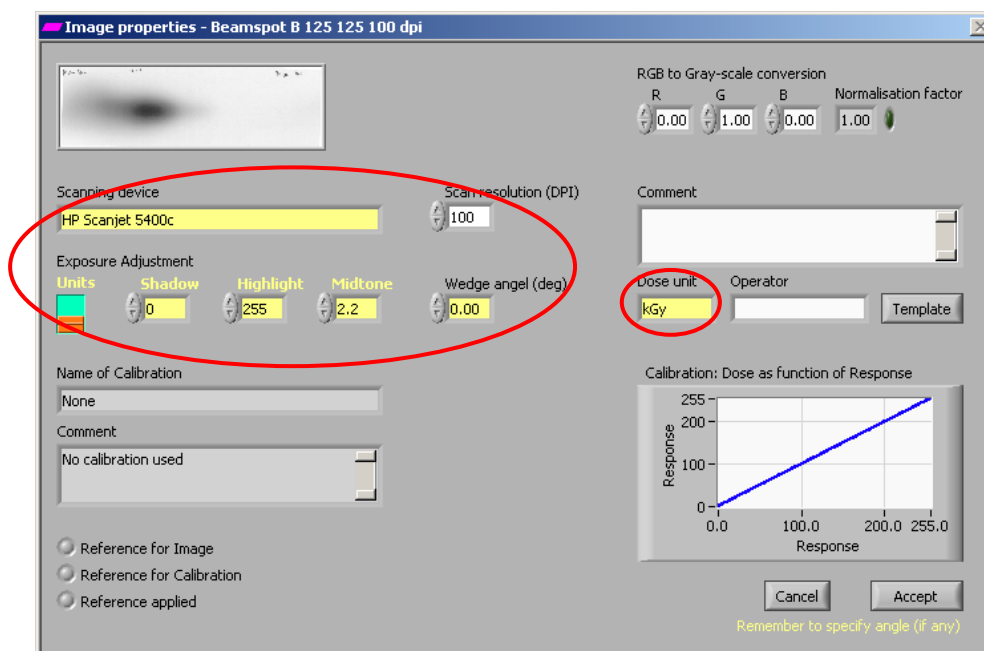 Image properties - Beamspot B 125 125 100 dpi
RGB to Gray-scale conversion
R G B Normalisation factor
0.00 1.00 0.00 1.00
Scanning device Scan resolution (DPI) Comment
HP Scanjet 5400c 100
Exposure Adjustment
Units Shadow Highlight Midtone Wedge angel (deg) Dose unit Operator
0 255 2.2 0.00 kGy Template
Name of Calibration Calibration: Dose as function of Response
None
Comment
No calibration used
255
200
Response
100
0
0.0 100.0 200.0 255.0
Response
Reference for Image
Reference for Calibration
Reference applied
Cancel Accept
Remember to specify angle (if any)